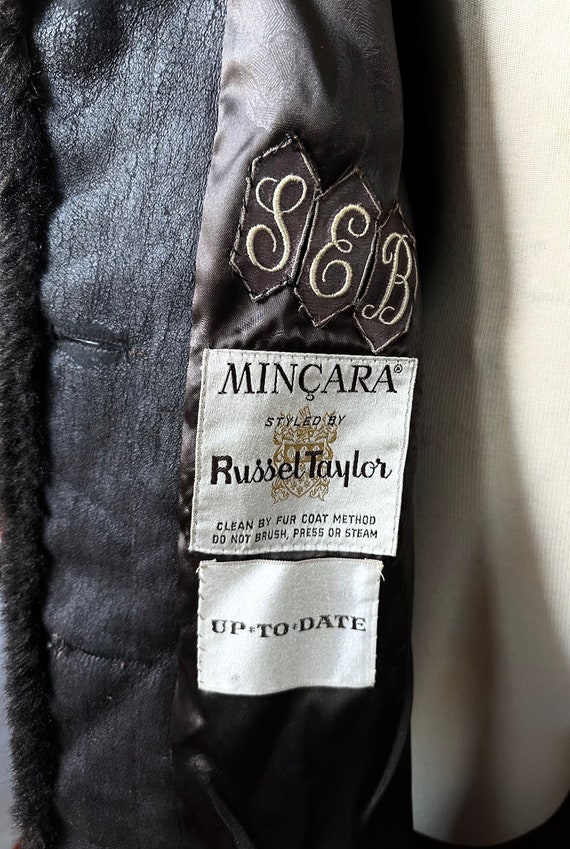 SEB
MINÇARA®
STYLED BY
Russel Taylor
CLEAN BY FUR COAT METHOD
DO NOT BRUSH, PRESS OR STEAM
UP*TO*DATE